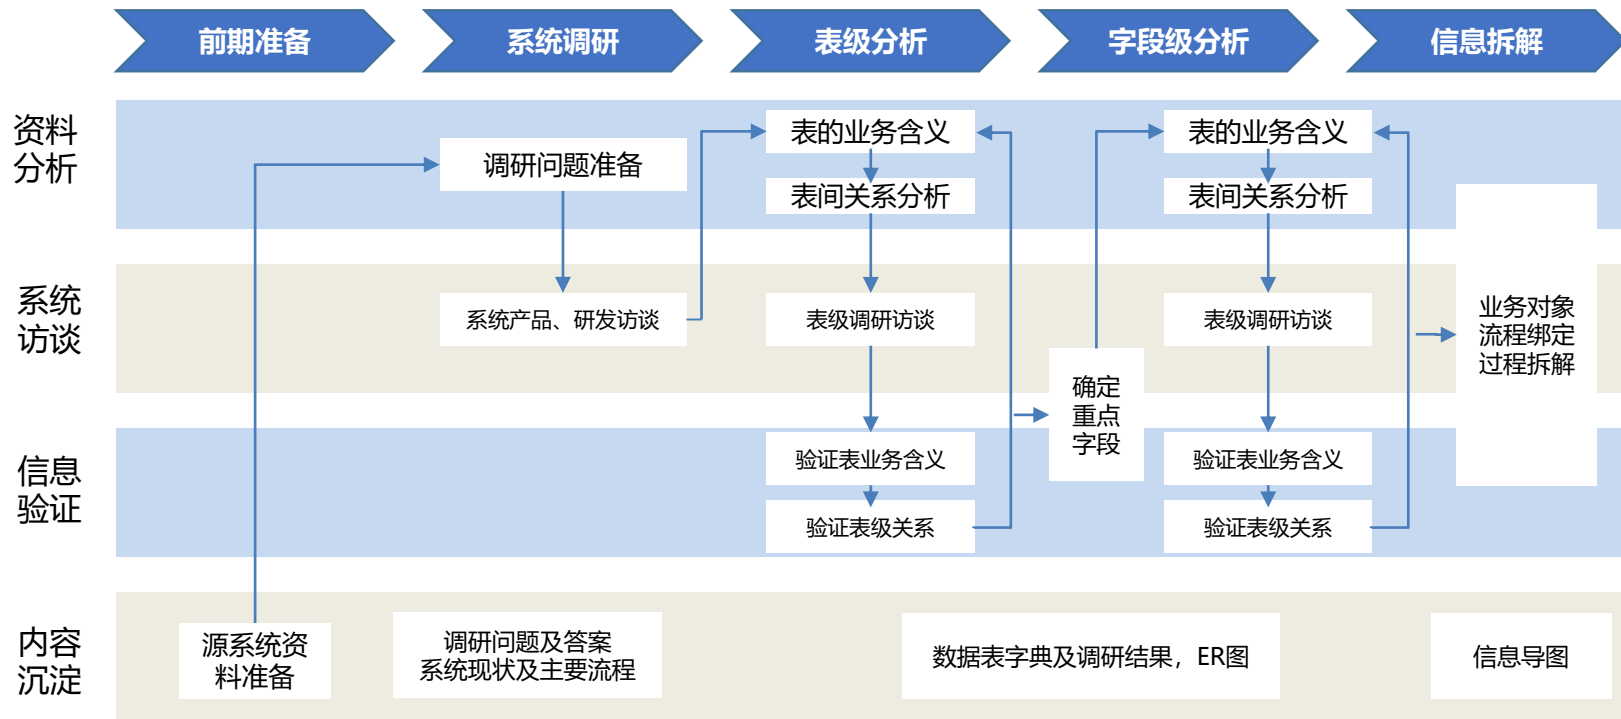 前期准备
系统调研
表级分析
字段级分析
信息拆解
资料
分析
调研问题准备
表的业务含义
表间关系分析
表的业务含义
表间关系分析
系统
访谈
系统产品、研发访谈
表级调研访谈
确定
重点
字段
表级调研访谈
业务对象
流程绑定
过程拆解
信息
验证
验证表业务含义
验证表级关系
验证表业务含义
验证表级关系
内容
沉淀
源系统资
料准备
调研问题及答案
系统现状及主要流程
数据表字典及调研结果，ER图
信息导图